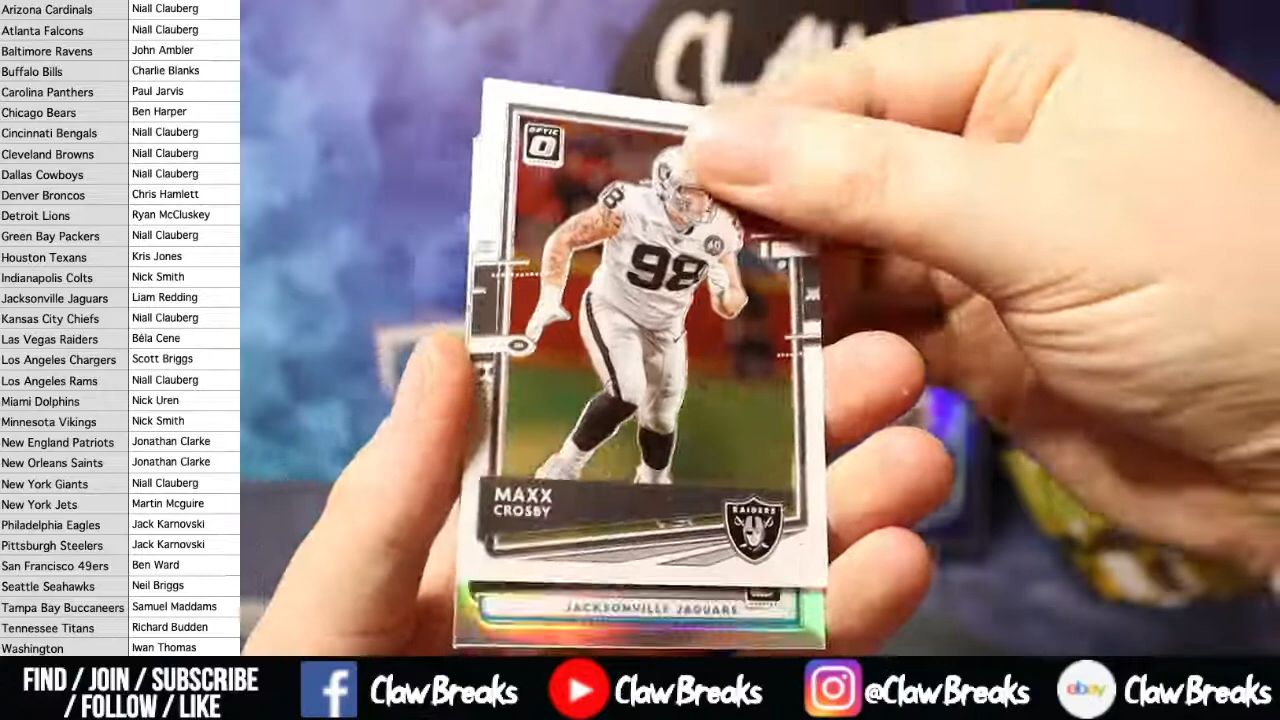 Arizona Cardinals Niall Clauberg
Atlanta Falcons Niall Clauberg
Baltimore Ravens John Ambler
Buffalo Bills Charlie Blanks
Carolina Panthers Paul Jarvis
Chicago Bears Ben Harper
Cincinnati Bengals Niall Clauberg
Cleveland Browns Niall Clauberg
Dallas Cowboys Niall Clauberg
Denver Broncos Chris Hamlett
Detroit Lions Ryan McCluskey
Green Bay Packers Niall Clauberg
Houston Texans Kris Jones
Indianapolis Colts Nick Smith
Jacksonville Jaguars Liam Redding
Kansas City Chiefs Niall Clauberg
Las Vegas Raiders Béla Cene
Los Angeles Chargers Scott Briggs
Los Angeles Rams Niall Clauberg
Miami Dolphins Nick Uren
Minnesota Vikings Nick Smith
New England Patriots Jonathan Clarke
New Orleans Saints Jonathan Clarke
New York Giants Niall Clauberg
New York Jets Martin Mcguire
Philadelphia Eagles Jack Karnovski
Pittsburgh Steelers Jack Karnovski
San Francisco 49ers Ben Ward
Seattle Seahawks Neil Briggs
Tampa Bay Buccaneers Samuel Maddams
Tennessee Titans Richard Budden
Washington Iwan Thomas
OPTIC
98
MAXX
CROSBY
RAIDERS
JACKSONVILLE JAGUARS
FIND / JOIN / SUBSCRIBE
/ FOLLOW / LIKE
ClawBreaks
ClawBreaks
@ClawBreaks
ebay
ClawBreaks